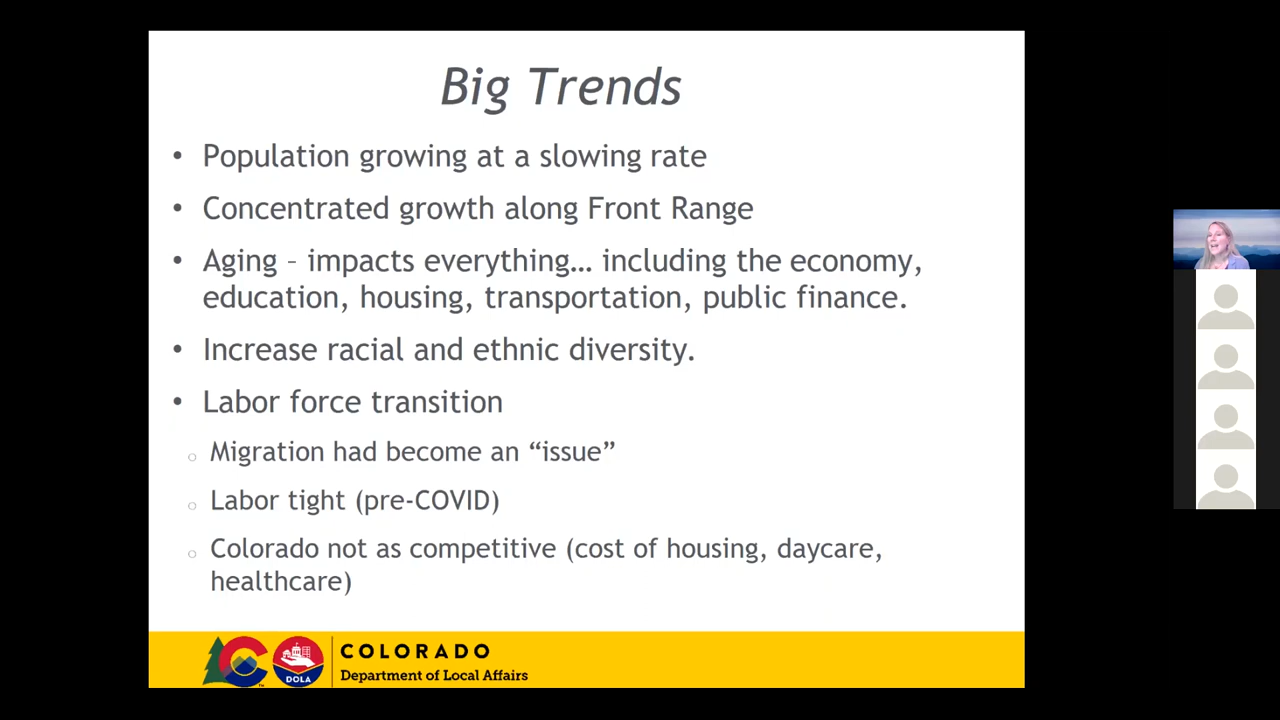 Big Trends
• Population growing at a slowing rate
• Concentrated growth along Front Range
• Aging – impacts everything… including the economy,
education, housing, transportation, public finance.
• Increase racial and ethnic diversity.
• Labor force transition
○ Migration had become an “issue”
○ Labor tight (pre-COVID)
○ Colorado not as competitive (cost of housing, daycare,
healthcare)
DOLA
COLORADO
Department of Local Affairs